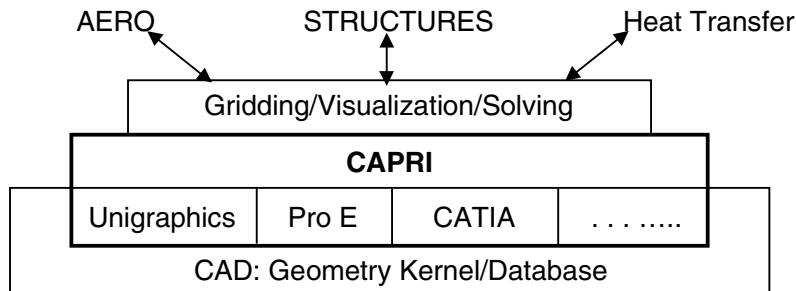 AERO STRUCTURES Heat Transfer
Gridding/Visualization/Solving
CAPRI
Unigraphics Pro E CATIA . . . .....
CAD: Geometry Kernel/Database